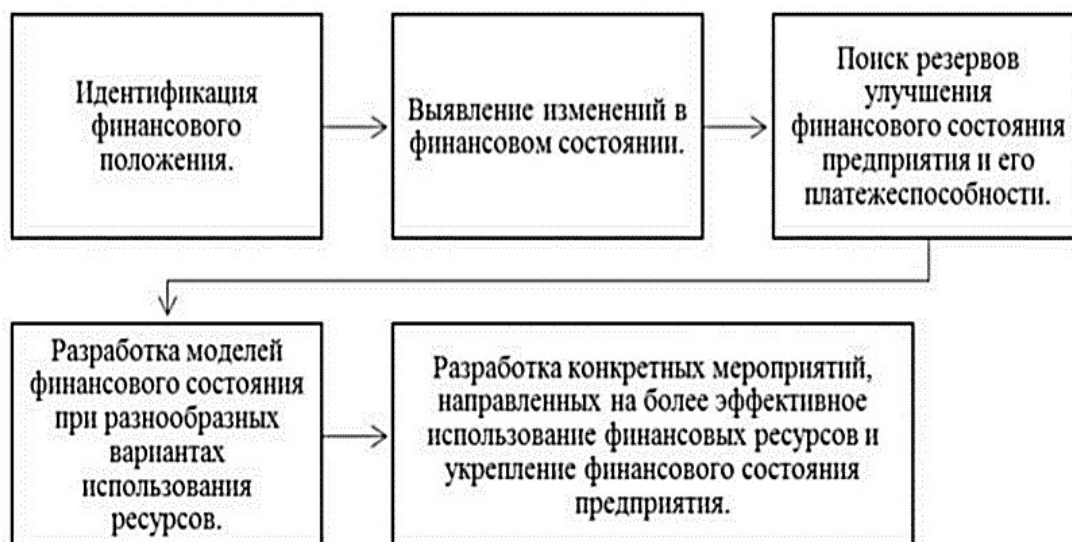 Идентификация
финансового
положения.
Выявление изменений в
финансовом состоянии.
Поиск резервов
улучшения
финансового состояния
предприятия и его
платежеспособности.
Разработка моделей
финансового состояния
при разнообразных
вариантах
использования
ресурсов.
Разработка конкретных мероприятий,
направленных на более эффективное
использование финансовых ресурсов и
укрепление финансового состояния
предприятия.